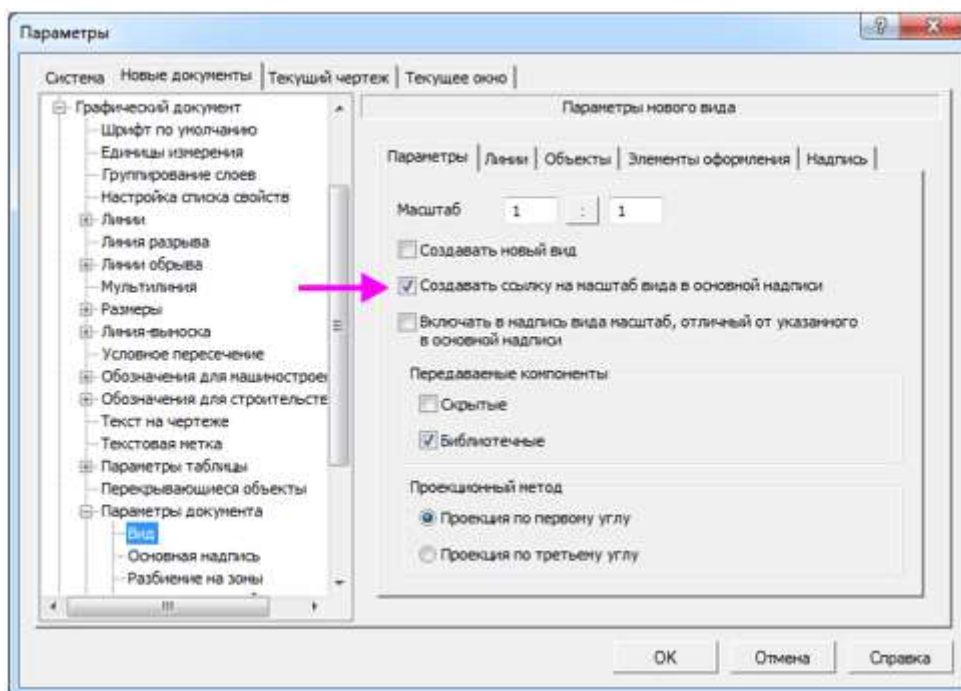 Параметры
Система Новые документы Текущий чертеж Текущее окно
Графический документ
Шрифт по умолчанию
Единицы измерения
Группирование слоев
Настройка списка свойств
Линии
Линия разрыва
Линии обрыва
Мультилиния
Размеры
Линия-выноска
Условное пересечение
Обозначения для машиностроен
Обозначения для строительстве
Текст на чертеже
Текстовая метка
Параметры таблицы
Перекрывающиеся объекты
Параметры документа
Вид
Основная надпись
Разбиение на зоны
Параметры нового вида
Параметры Линии Объекты Элементы оформления Надпись
Масштаб 1 : 1
Создавать новый вид
Создавать ссылку на масштаб вида в основной надписи
Включать в надпись вида масштаб, отличный от указанного
в основной надписи
Передаваемые компоненты
Скрытые
Библиотечные
Проекционный метод
Проекция по первому углу
Проекция по третьему углу
OK Отмена Справка